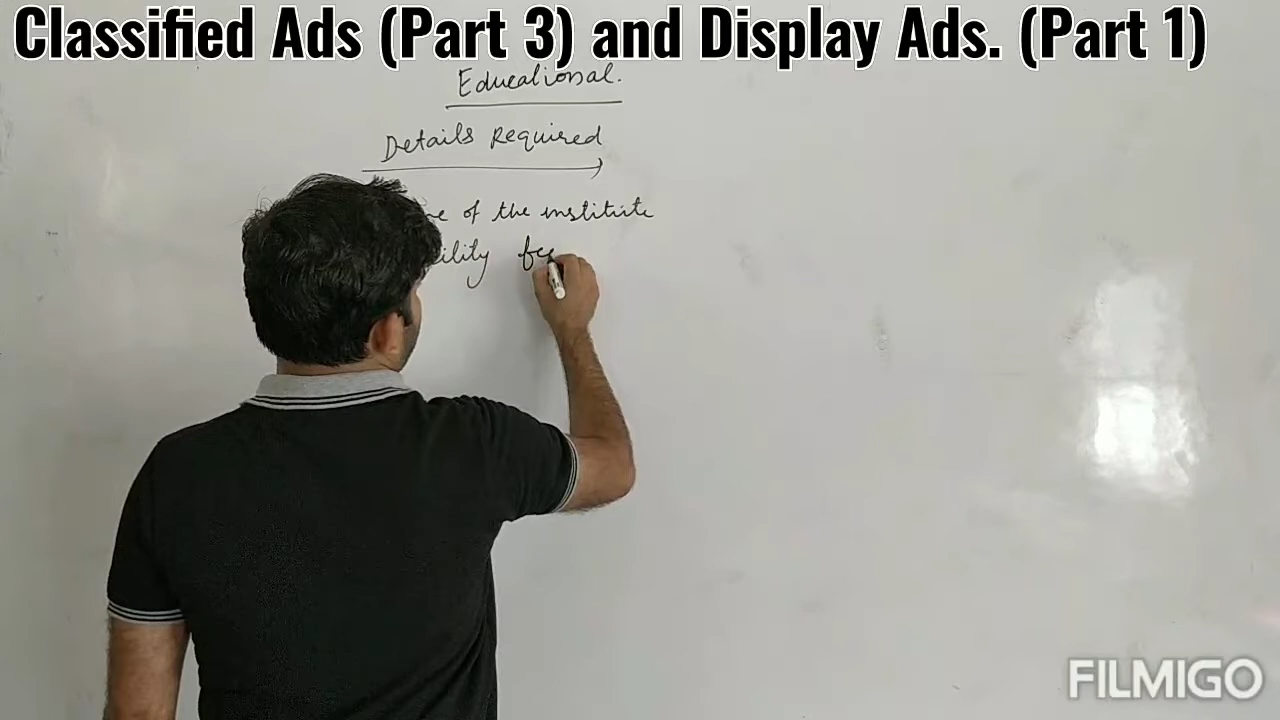 Classified Ads (Part 3) and Display Ads. (Part 1)
Educational.
Details Required
of the institute
FILMIGO